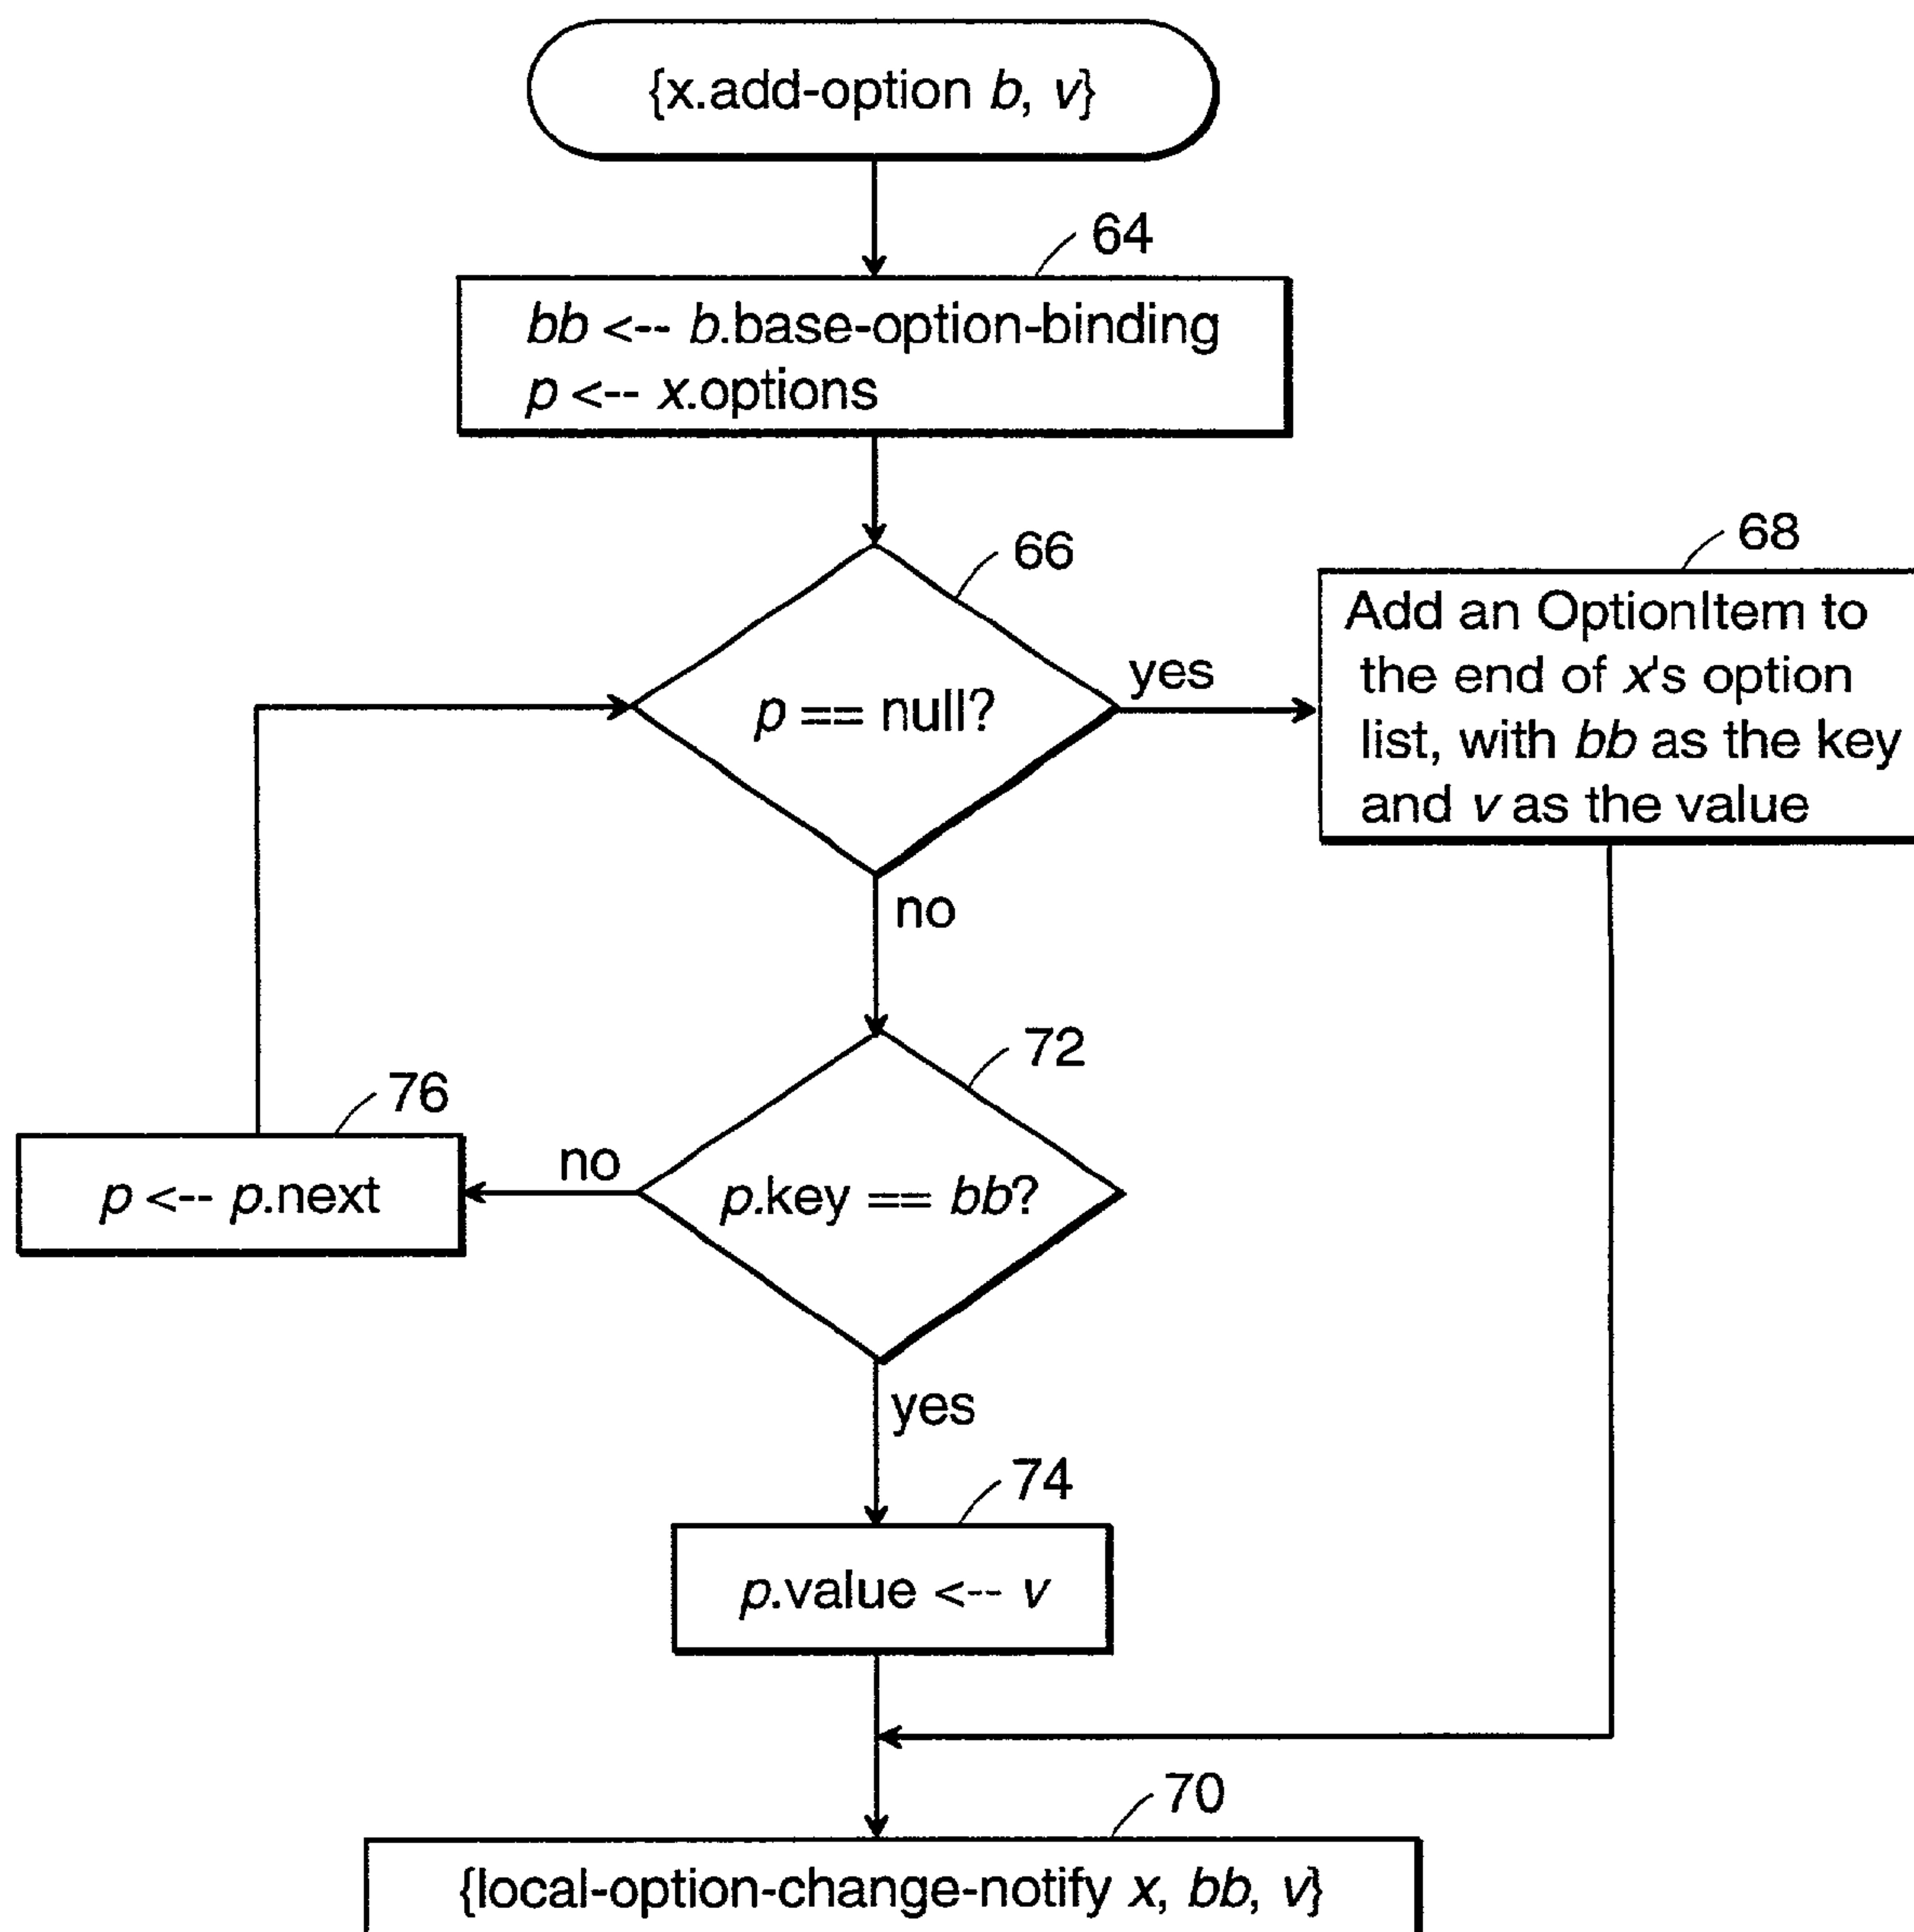 {x.add-option b, v}
64
bb <-- b.base-option-binding
p <-- x.options
66
p == null?
yes
68
Add an OptionItem to
the end of x's option
list, with bb as the key
and v as the value
no
72
p.key == bb?
no
76
p <-- p.next
yes
74
p.value <-- v
70
{local-option-change-notify x, bb, v}